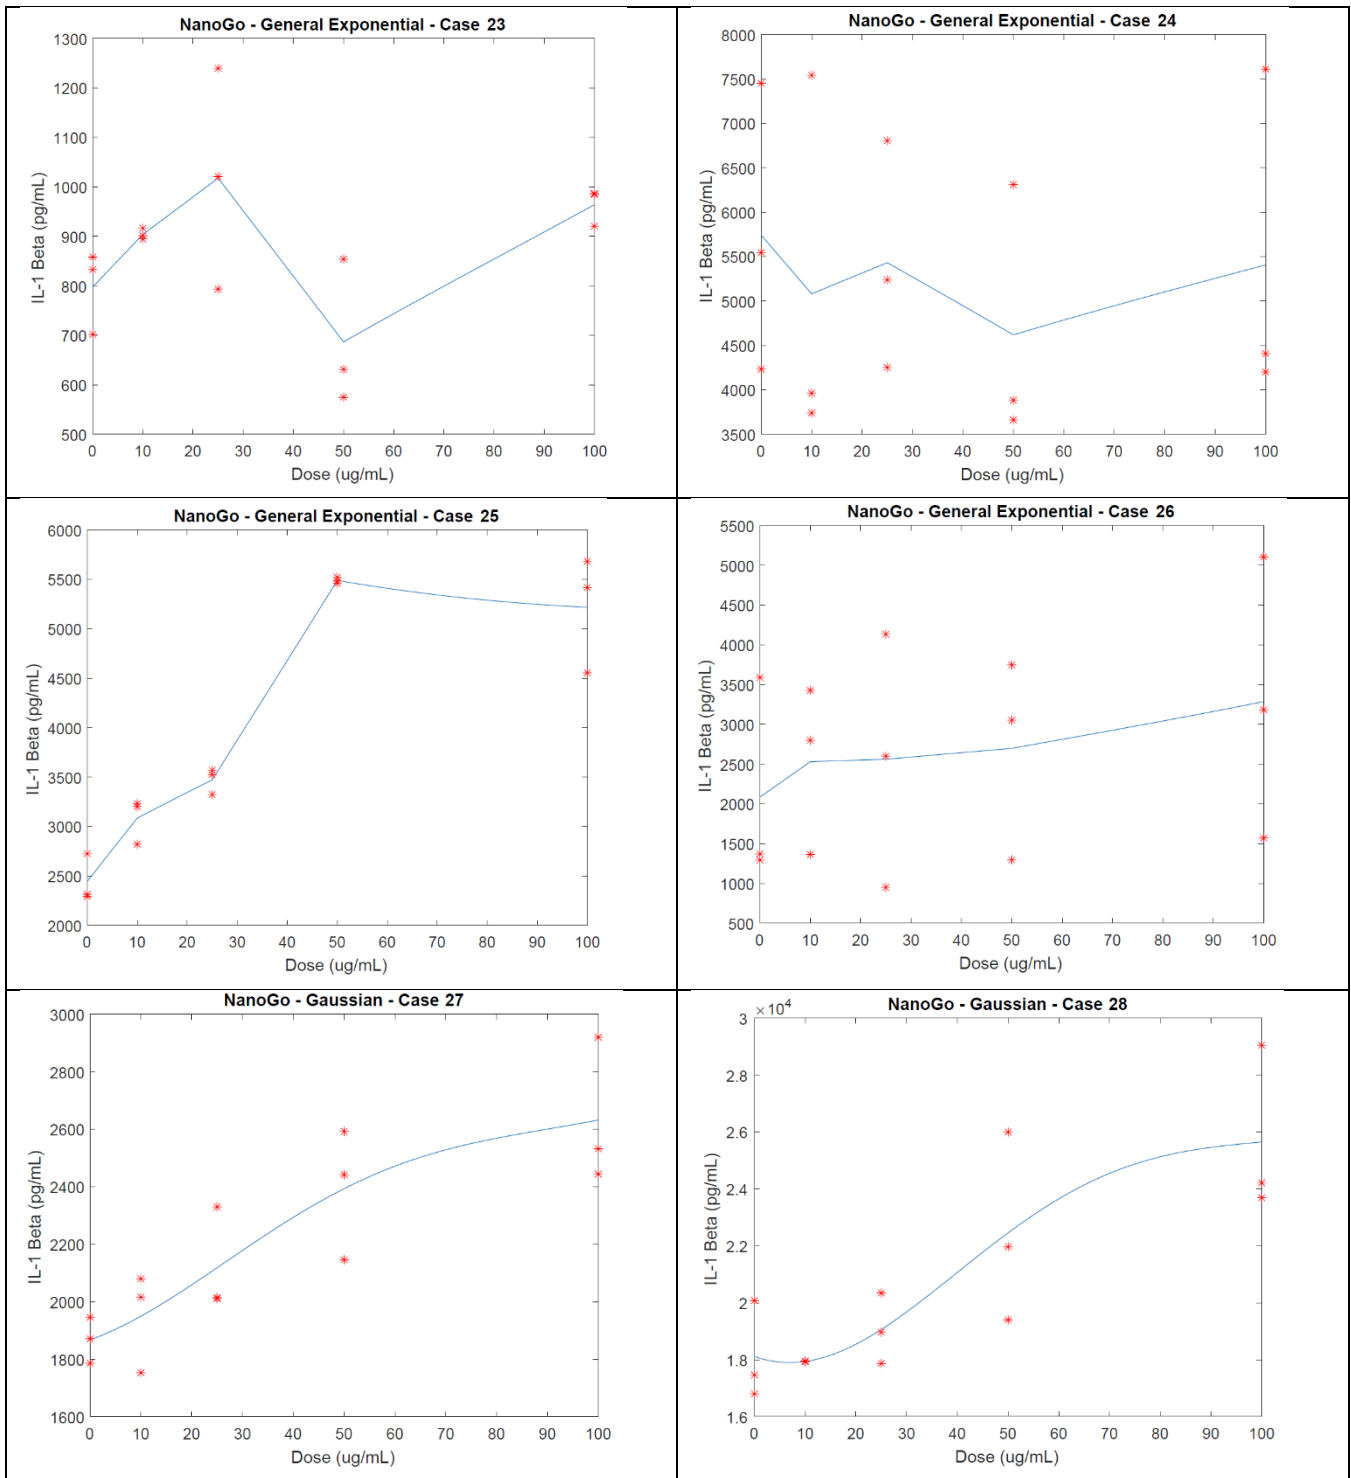 NanoGo - General Exponential - Case 23
1300
1200
1100
1000
900
800
700
600
500
IL-1 Beta (pg/mL)
0 10 20 30 40 50 60 70 80 90 100
Dose (ug/mL)
NanoGo - General Exponential - Case 24
8000
7500
7000
6500
6000
5500
5000
4500
4000
3500
IL-1 Beta (pg/mL)
0 10 20 30 40 50 60 70 80 90 100
Dose (ug/mL)
NanoGo - General Exponential - Case 25
6000
5500
5000
4500
4000
3500
3000
2500
2000
IL-1 Beta (pg/mL)
0 10 20 30 40 50 60 70 80 90 100
Dose (ug/mL)
NanoGo - General Exponential - Case 26
5500
5000
4500
4000
3500
3000
2500
2000
1500
1000
500
IL-1 Beta (pg/mL)
0 10 20 30 40 50 60 70 80 90 100
Dose (ug/mL)
NanoGo - Gaussian - Case 27
3000
2800
2600
2400
2200
2000
1800
1600
IL-1 Beta (pg/mL)
0 10 20 30 40 50 60 70 80 90 100
Dose (ug/mL)
NanoGo - Gaussian - Case 28
×10⁴
3
2.8
2.6
2.4
2.2
2
1.8
1.6
IL-1 Beta (pg/mL)
0 10 20 30 40 50 60 70 80 90 100
Dose (ug/mL)